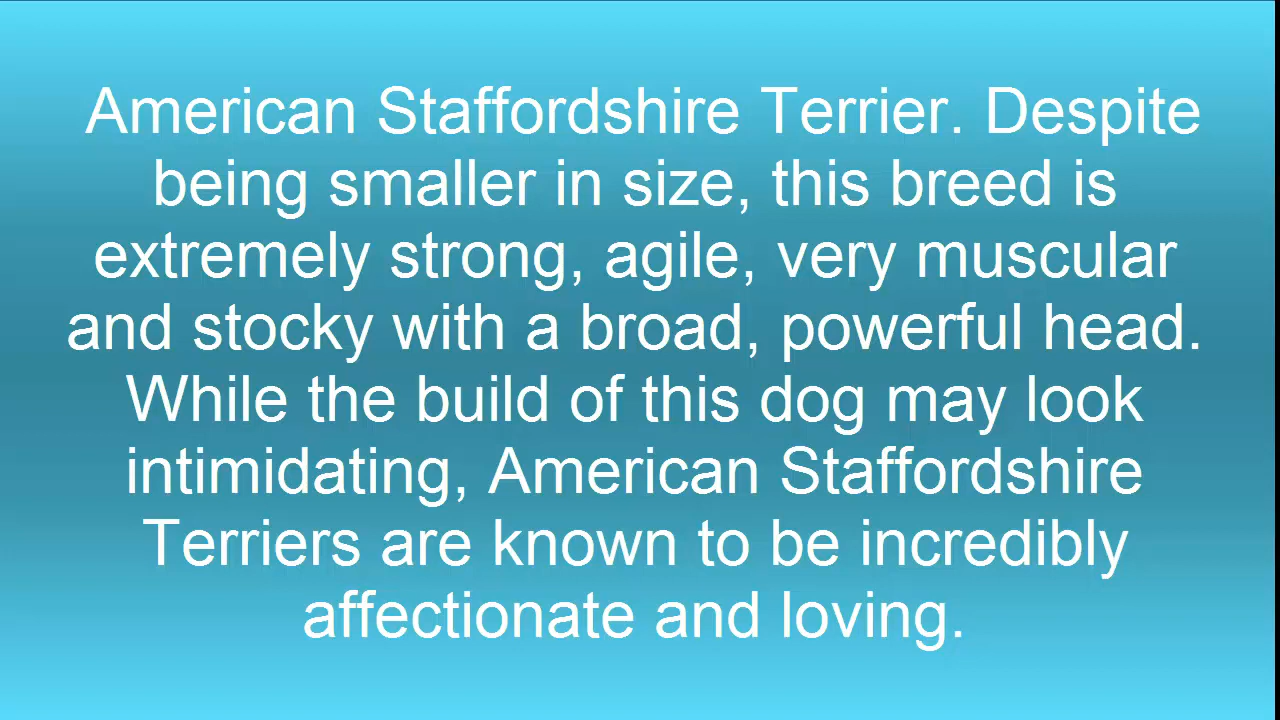 American Staffordshire Terrier. Despite
being smaller in size, this breed is
extremely strong, agile, very muscular
and stocky with a broad, powerful head.
While the build of this dog may look
intimidating, American Staffordshire
Terriers are known to be incredibly
affectionate and loving.